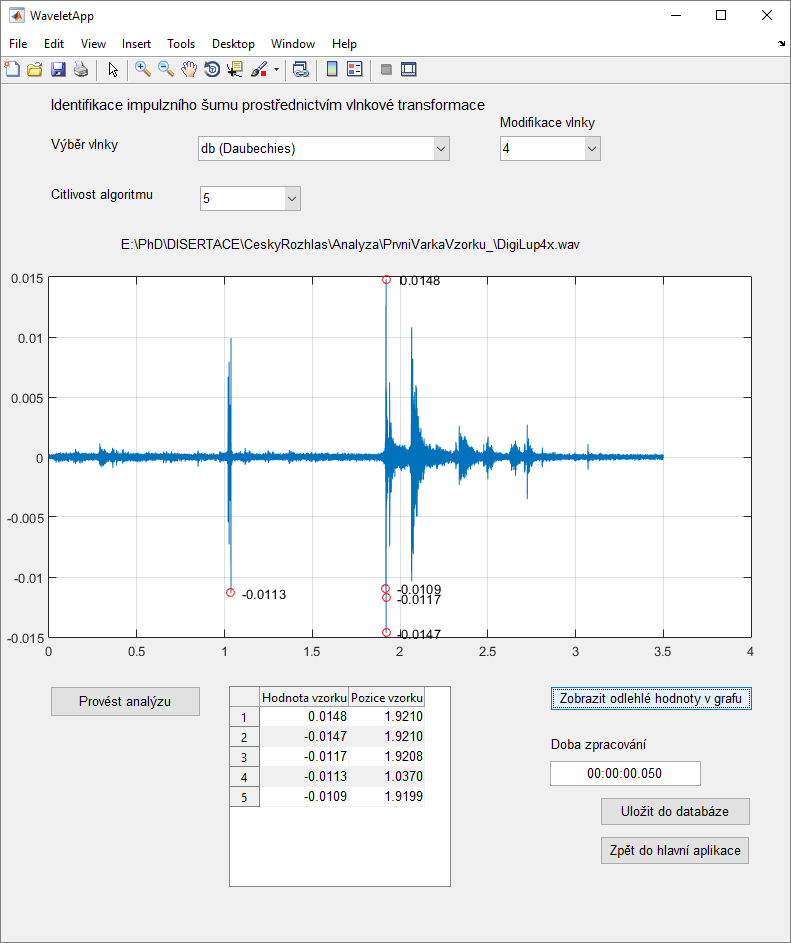 WaveletApp
File Edit View Insert Tools Desktop Window Help
Identifikace impulzního šumu prostřednictvím vlnkové transformace
Modifikace vlnky
Výběr vlnky db (Daubechies) 4
Citlivost algoritmu 5
E:\PhD\DISERTACE\CeskyRozhlas\Analyza\PrvniVarkaVzorku_\DigiLup4x.wav
0.015 0.0148
0.01
0.005
0
-0.005
-0.01
-0.0113 -0.0109
-0.0117
-0.015 -0.0147
0 0.5 1 1.5 2 2.5 3 3.5 4
Provést analýzu
Hodnota vzorku Pozice vzorku
1 0.0148 1.9210
2 -0.0147 1.9210
3 -0.0117 1.9208
4 -0.0113 1.0370
5 -0.0109 1.9199
Zobrazit odlehlé hodnoty v grafu
Doba zpracování
00:00:00.050
Uložit do databáze
Zpět do hlavní aplikace